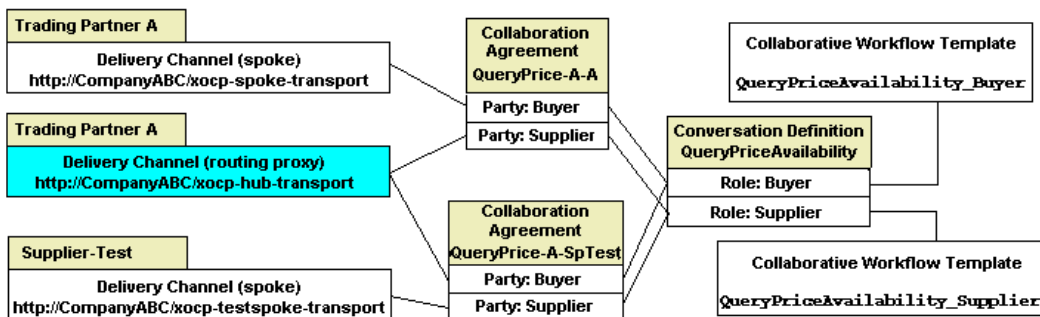 Trading Partner A
Delivery Channel (spoke)
http://CompanyABC/xocp-spoke-transport
Trading Partner A
Delivery Channel (routing proxy)
http://CompanyABC/xocp-hub-transport
Supplier-Test
Delivery Channel (spoke)
http://CompanyABC/xocp-testspoke-transport
Collaboration
Agreement
QueryPrice-A-A
Party: Buyer
Party: Supplier
Collaboration
Agreement
QueryPrice-A-SpTest
Party: Buyer
Party: Supplier
Conversation Definition
QueryPriceAvailability
Role: Buyer
Role: Supplier
Collaborative Workflow Template
QueryPriceAvailability_Buyer
Collaborative Workflow Template
QueryPriceAvailability_Supplier